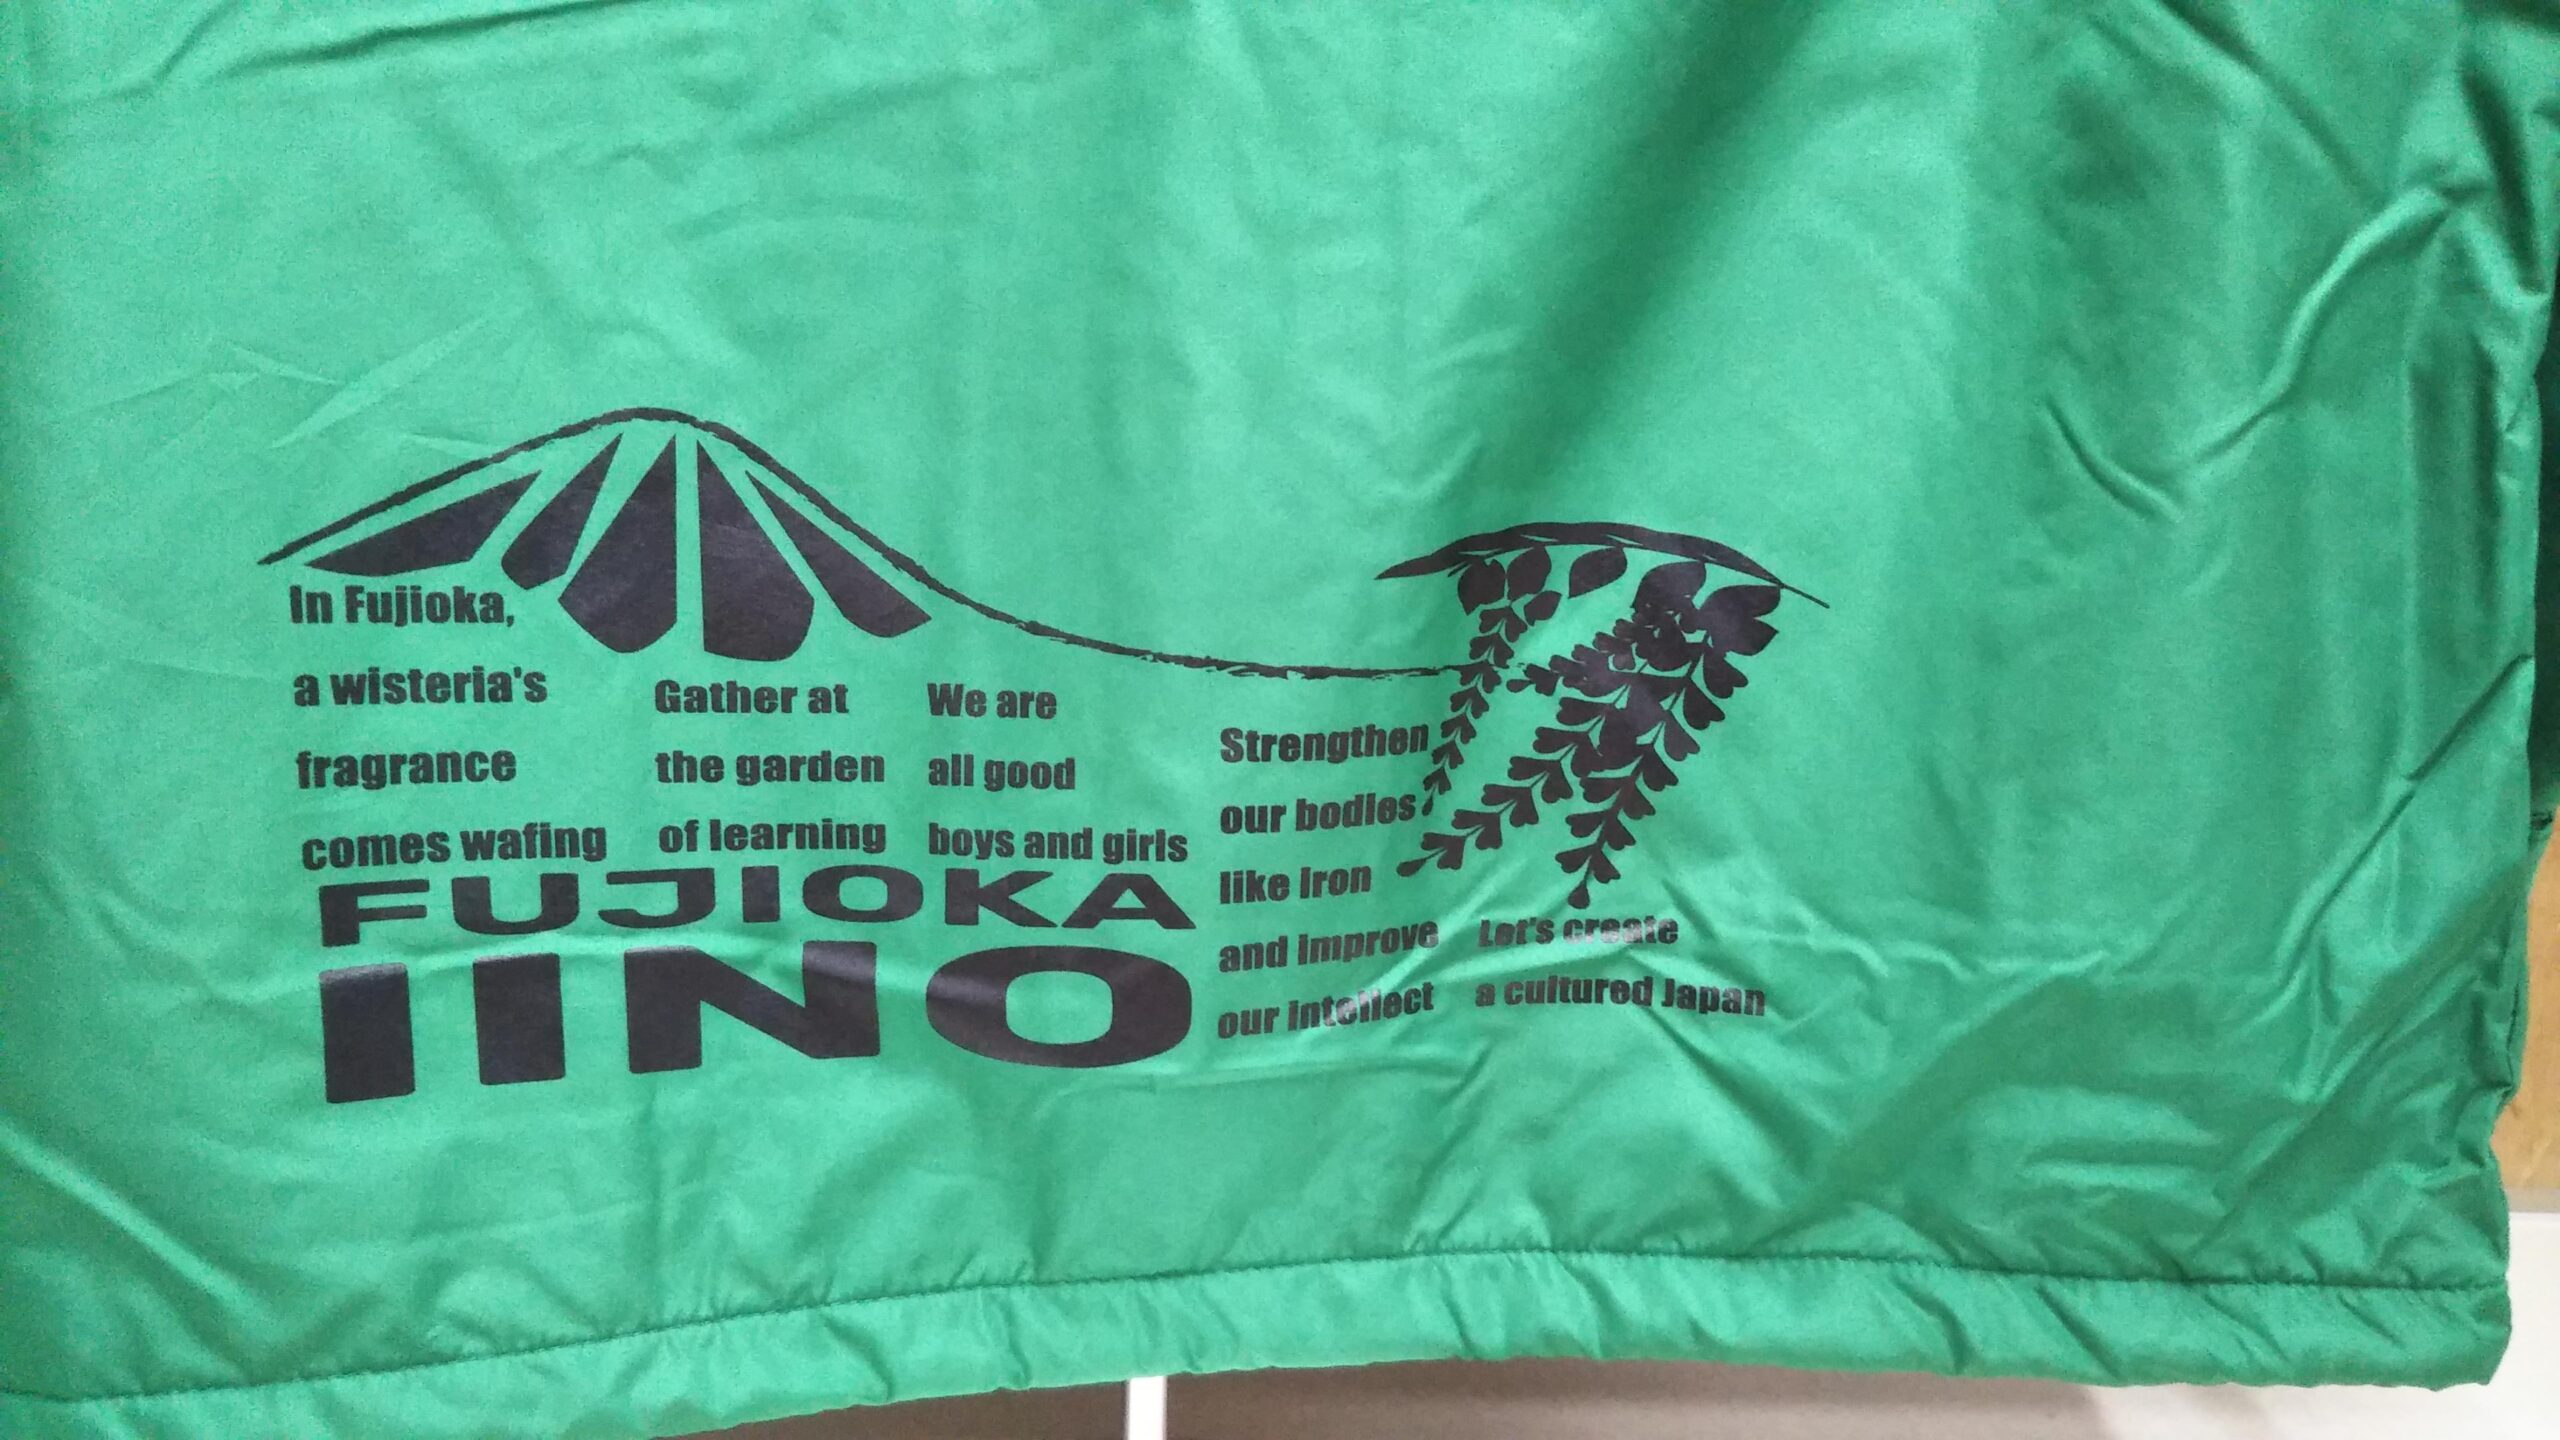 In Fujioka,
a wisteria's
fragrance
comes wafing
Gather at
the garden
of learning
We are
all good
boys and girls
FUJIOKA
IINO
Strengthen
our bodies
like iron
and improve
our intellect
Let's create
a cultured Japan